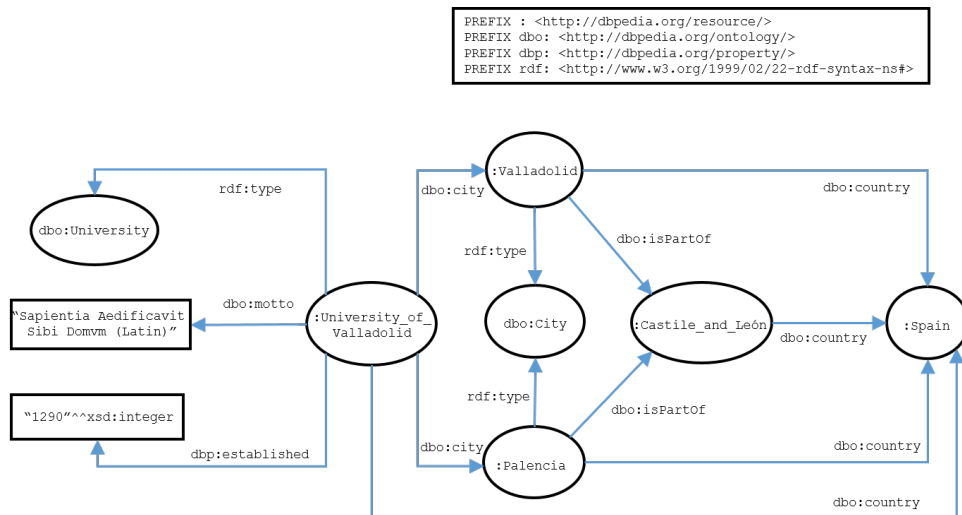 PREFIX : <http://dbpedia.org/resource/>
PREFIX dbo: <http://dbpedia.org/ontology/>
PREFIX dbp: <http://dbpedia.org/property/>
PREFIX rdf: <http://www.w3.org/1999/02/22-rdf-syntax-ns#>
:Valladolid
rdf:type
dbo:city
dbo:country
dbo:University
dbo:isPartOf
rdf:type
dbo:motto
“Sapientia Aedificavit
Sibi Domvm (Latin)”
:University_of_
Valladolid
dbo:City
:Castile_and_León
:Spain
dbo:country
rdf:type
“1290”^^xsd:integer
dbo:isPartOf
dbo:city
dbo:country
dbp:established
:Palencia
dbo:country